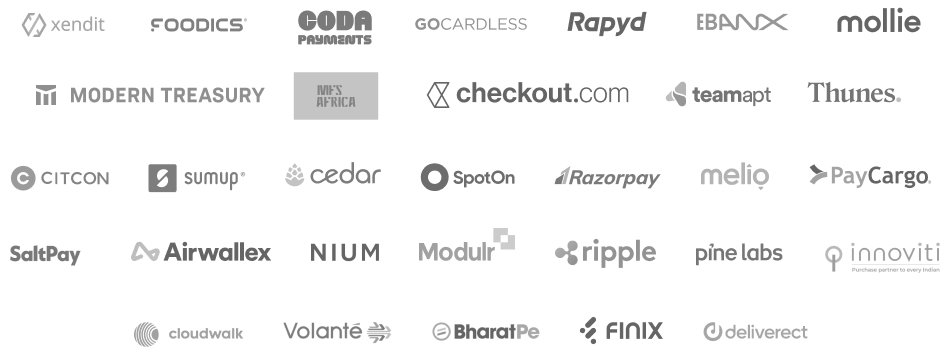 xendit FOODICS® CODA PAYMENTS GOCARDLESS Rapyd EBANX mollie
MODERN TREASURY MFS AFRICA checkout.com teamapt Thunes.
CITCON sumup® cedar SpotOn Razorpay melio PayCargo.
SaltPay Airwallex NIUM Modulr ripple pine labs innoviti
Purchase partner to every Indian
cloudwalk Volanté BharatPe FINIX deliverect